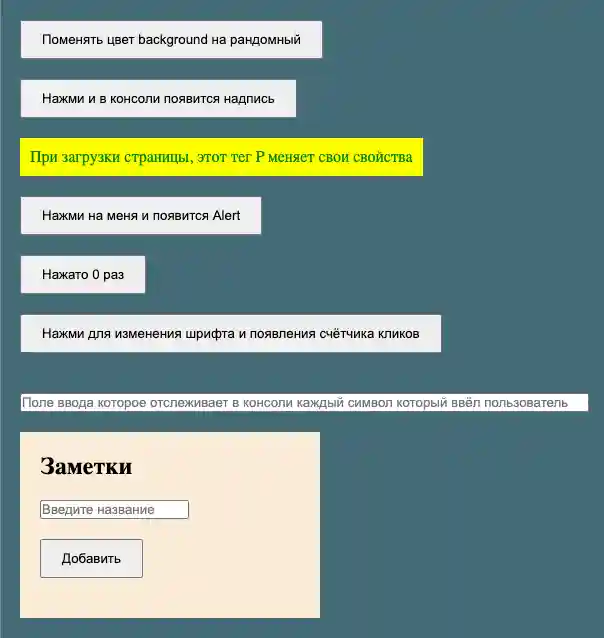 Поменять цвет background на рандомный
Нажми и в консоли появится надпись
При загрузки страницы, этот тег P меняет свои свойства
Нажми на меня и появится Alert
Нажато 0 раз
Нажми для изменения шрифта и появления счётчика кликов
Поле ввода которое отслеживает в консоли каждый символ который ввёл пользователь
Заметки
Введите название
Добавить